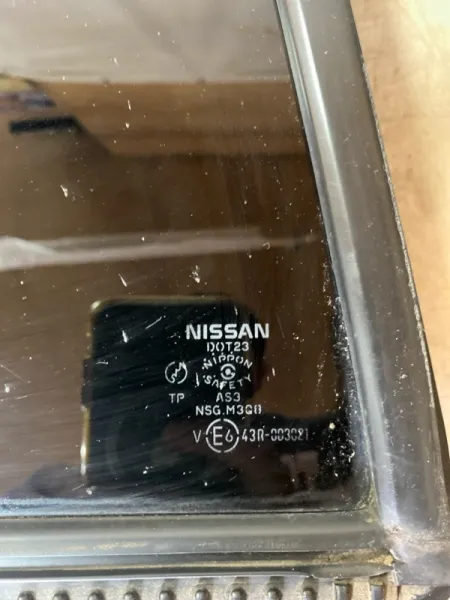 NISSAN
DOT23
NIPPON
SAFETY
TP AS3
NSG.M3Q8
V E6 43R-003021